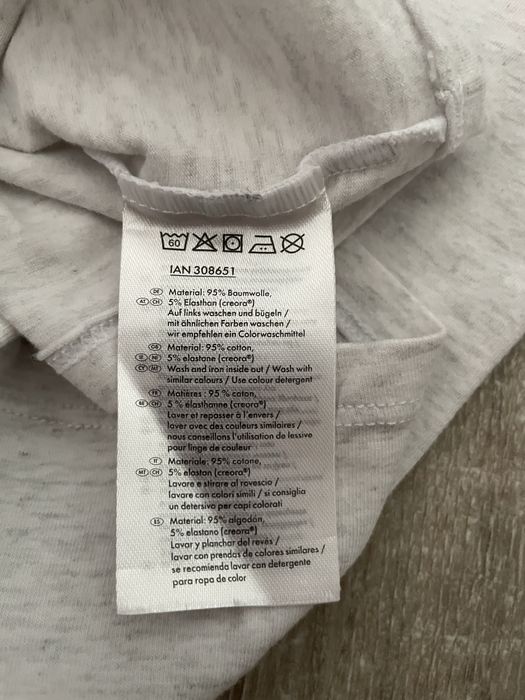 60
IAN 308651
DE Material: 95% Baumwolle,
AT CH 5% Elasthan (creora®)
Auf links waschen und bügeln /
mit ähnlichen Farben waschen /
wir empfehlen ein Colorwaschmittel
GB Material: 95% cotton,
IE NI 5% elastane (creora®)
CY MT Wash and iron inside out / Wash with
similar colours / Use colour detergent
FR Matières : 95 % coton,
BE CH 5 % élasthanne (creora®)
Laver et repasser à l'envers /
laver avec des couleurs similaires /
nous conseillons l'utilisation de lessive
pour linge de couleur
IT Materiale: 95% cotone,
MT CH 5% elastan (creora®)
Lavare e stirare al rovescio /
lavare con colori simili / si consiglia
un detersivo per capi colorati
ES Material: 95% algodón,
5% elastano (creora®)
Lavar y planchar del revés /
lavar con prendas de colores similares /
se recomienda lavar con detergente
para ropa de color